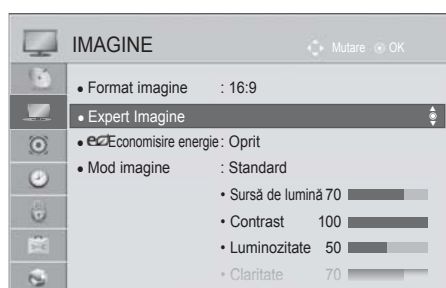 IMAGINE Mutare OK
• Format imagine : 16:9
• Expert Imagine
• eco Economisire energie : Oprit
• Mod imagine : Standard
• Sursă de lumină 70
• Contrast 100
• Luminozitate 50
• Claritate 70